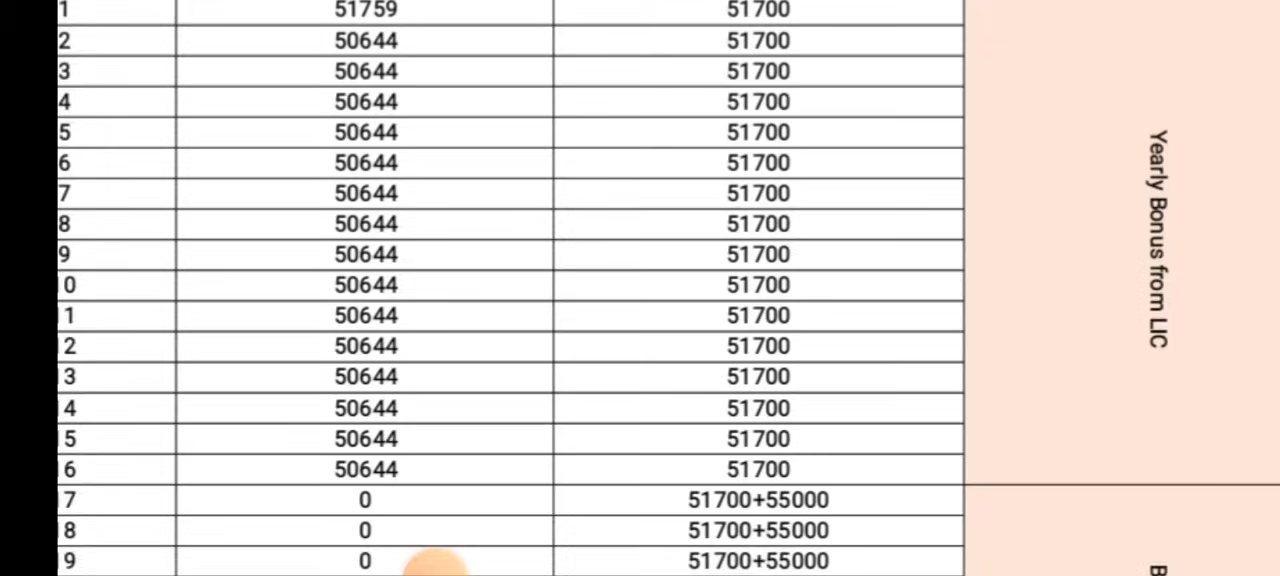 1 51759 51700
2 50644 51700
3 50644 51700
4 50644 51700
5 50644 51700
6 50644 51700
7 50644 51700
8 50644 51700
9 50644 51700
0 50644 51700
1 50644 51700
2 50644 51700
3 50644 51700
4 50644 51700
5 50644 51700
6 50644 51700
7 0 51700+55000
8 0 51700+55000
9 0 51700+55000
Yearly Bonus from LIC
B